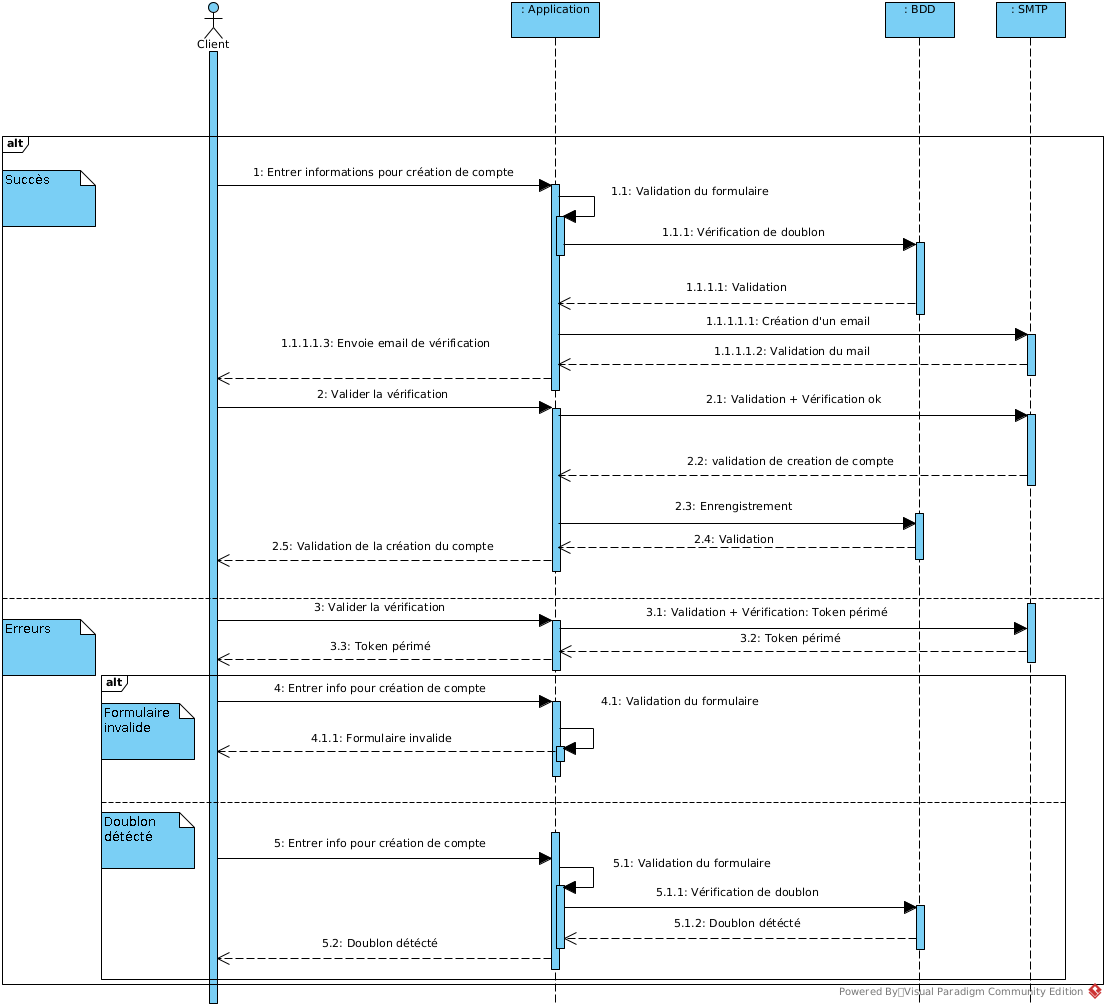 Client
: Application
: BDD
: SMTP
alt
Succès
1: Entrer informations pour création de compte
1.1: Validation du formulaire
1.1.1: Vérification de doublon
1.1.1.1: Validation
1.1.1.1.1: Création d'un email
1.1.1.1.3: Envoie email de vérification
1.1.1.1.2: Validation du mail
2: Valider la vérification
2.1: Validation + Vérification ok
2.2: validation de creation de compte
2.3: Enrengistrement
2.4: Validation
2.5: Validation de la création du compte
Erreurs
3: Valider la vérification
3.1: Validation + Vérification: Token périmé
3.2: Token périmé
3.3: Token périmé
alt
Formulaire
invalide
4: Entrer info pour création de compte
4.1: Validation du formulaire
4.1.1: Formulaire invalide
Doublon
détécté
5: Entrer info pour création de compte
5.1: Validation du formulaire
5.1.1: Vérification de doublon
5.1.2: Doublon détécté
5.2: Doublon détécté
Powered By Visual Paradigm Community Edition